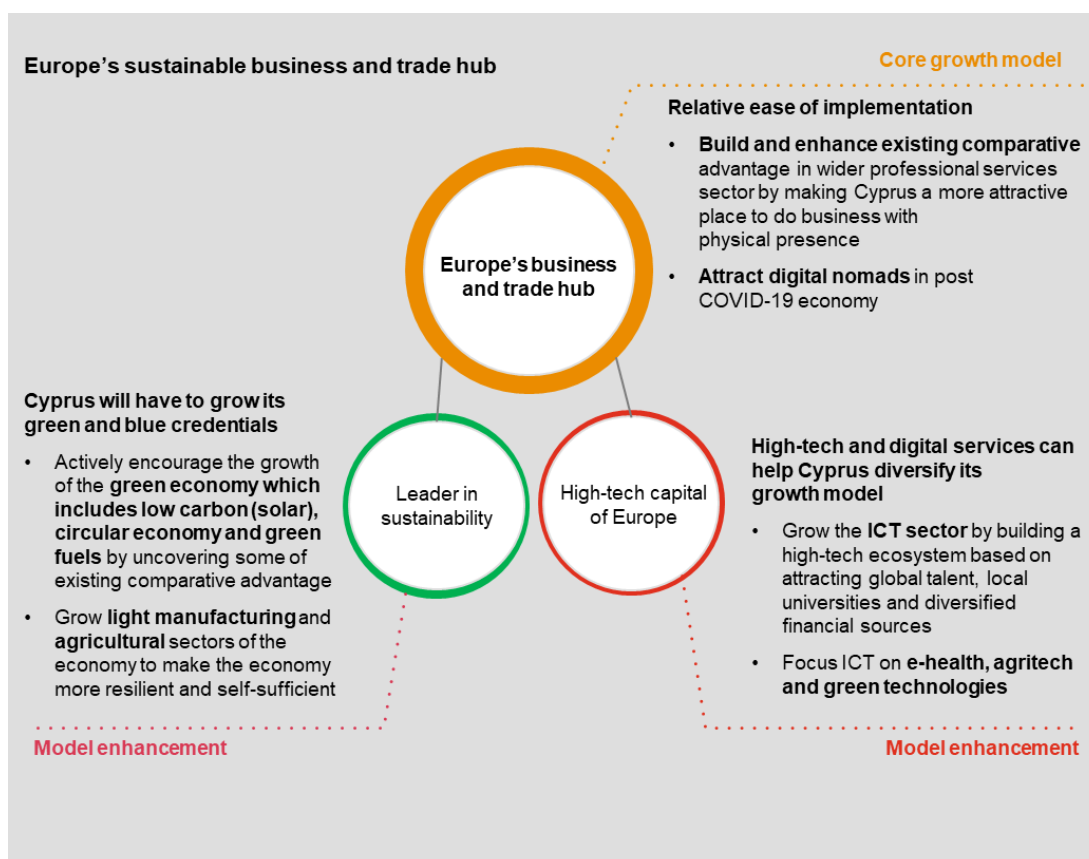 Europe's sustainable business and trade hub
Core growth model
Relative ease of implementation
• Build and enhance existing comparative
advantage in wider professional services
sector by making Cyprus a more attractive
place to do business with
physical presence
• Attract digital nomads in post
COVID-19 economy
Europe's business
and trade hub
Cyprus will have to grow its
green and blue credentials
• Actively encourage the growth
of the green economy which
includes low carbon (solar),
circular economy and green
fuels by uncovering some of
existing comparative advantage
• Grow light manufacturing and
agricultural sectors of the
economy to make the economy
more resilient and self-sufficient
Model enhancement
Leader in
sustainability
High-tech capital
of Europe
High-tech and digital services can
help Cyprus diversify its
growth model
• Grow the ICT sector by building a
high-tech ecosystem based on
attracting global talent, local
universities and diversified
financial sources
• Focus ICT on e-health, agritech
and green technologies
Model enhancement